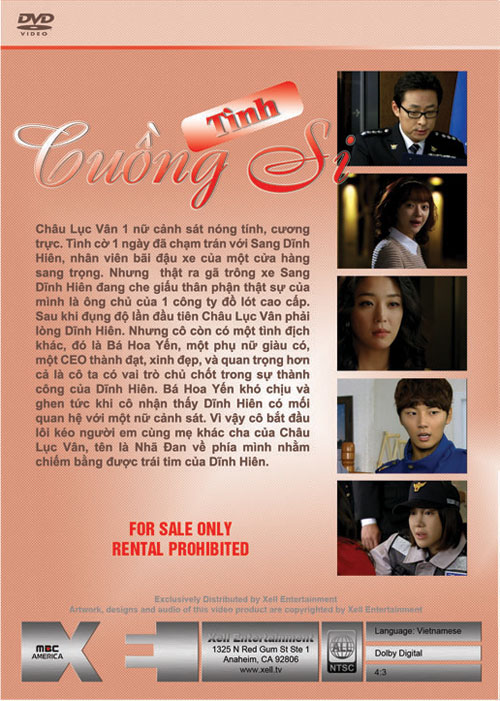 DVD
VIDEO
Tình
Cuồng Si
Châu Lục Vân 1 nữ cảnh sát nóng tính, cương
trực. Tình cờ 1 ngày đã chạm trán với Sang Dĩnh
Hiên, nhân viên bãi đậu xe của một cửa hàng
sang trọng. Nhưng thật ra gã trông xe Sang
Dĩnh Hiên đang che giấu thân phận thật sự của
mình là ông chủ của 1 công ty đồ lót cao cấp.
Sau khi đụng độ lần đầu tiên Châu Lục Vân phải
lòng Dĩnh Hiên. Nhưng cô còn có một tình địch
khác, đó là Bá Hoa Yến, một phụ nữ giàu có,
một CEO thành đạt, xinh đẹp, và quan trọng hơn
cả là cô ta có vai trò chủ chốt trong sự thành
công của Dĩnh Hiên. Bá Hoa Yến khó chịu và
ghen tức khi cô nhận thấy Dĩnh Hiên có mối
quan hệ với một nữ cảnh sát. Vì vậy cô bắt đầu
lôi kéo người em cùng mẹ khác cha của Châu
Lục Vân, tên là Nhã Đan về phía mình nhằm
chiếm bằng được trái tim của Dĩnh Hiên.
FOR SALE ONLY
RENTAL PROHIBITED
Exclusively Distributed by Xell Entertainment
Artwork, designs and audio of this video product are copyrighted by Xell Entertainment
MBC
AMERICA
Xell Entertainment
1325 N Red Gum St Ste 1
Anaheim, CA 92806
www.xell.tv
ALL
NTSC
Language: Vietnamese
Dolby Digital
4:3